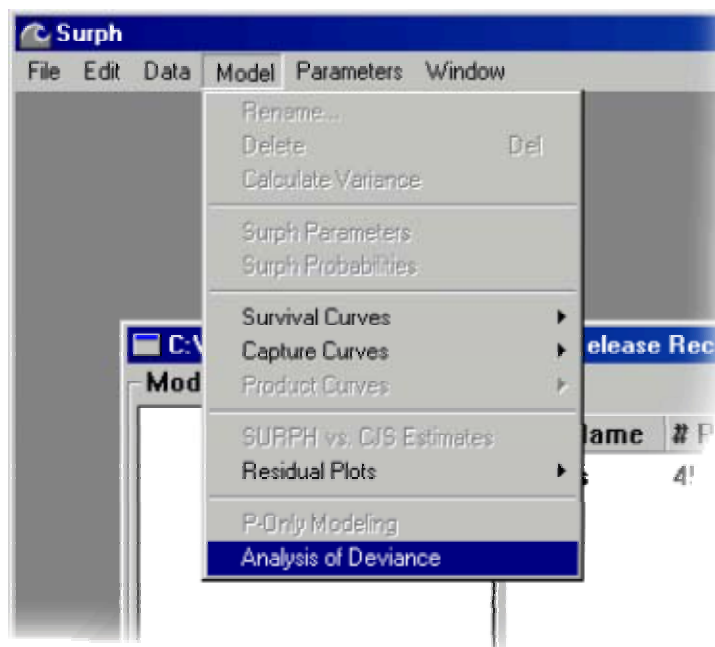 Surph
File Edit Data Model Parameters Window
Rename...
Delete Del
Calculate Variance
Surph Parameters
Surph Probabilities
Survival Curves
C:\ Capture Curves elease Rec
Mod Product Curves
SURPH vs. CJS Estimates ame #
Residual Plots s
P-Only Modeling
Analysis of Deviance